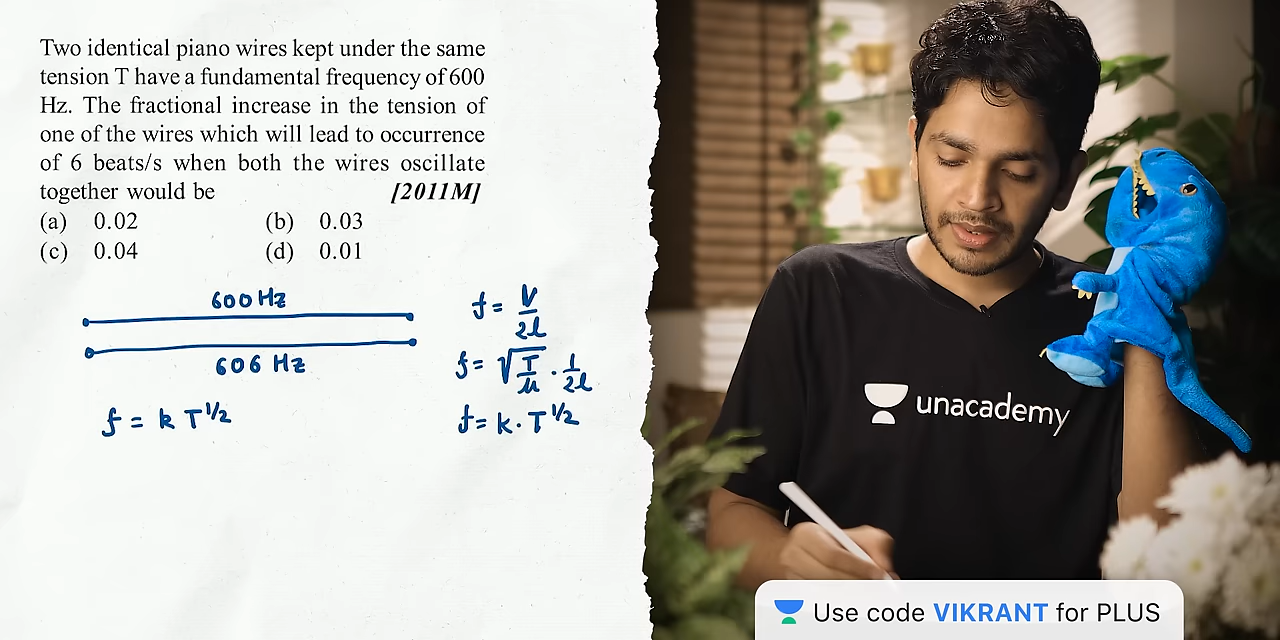 Two identical piano wires kept under the same
tension T have a fundamental frequency of 600
Hz. The fractional increase in the tension of
one of the wires which will lead to occurrence
of 6 beats/s when both the wires oscillate
together would be [2011M]
(a) 0.02 (b) 0.03
(c) 0.04 (d) 0.01
600 Hz
606 Hz
f = k T^1/2
f = V/2l
f = √T/μ · 1/2l
f = k · T^1/2
unacademy
Use code VIKRANT for PLUS